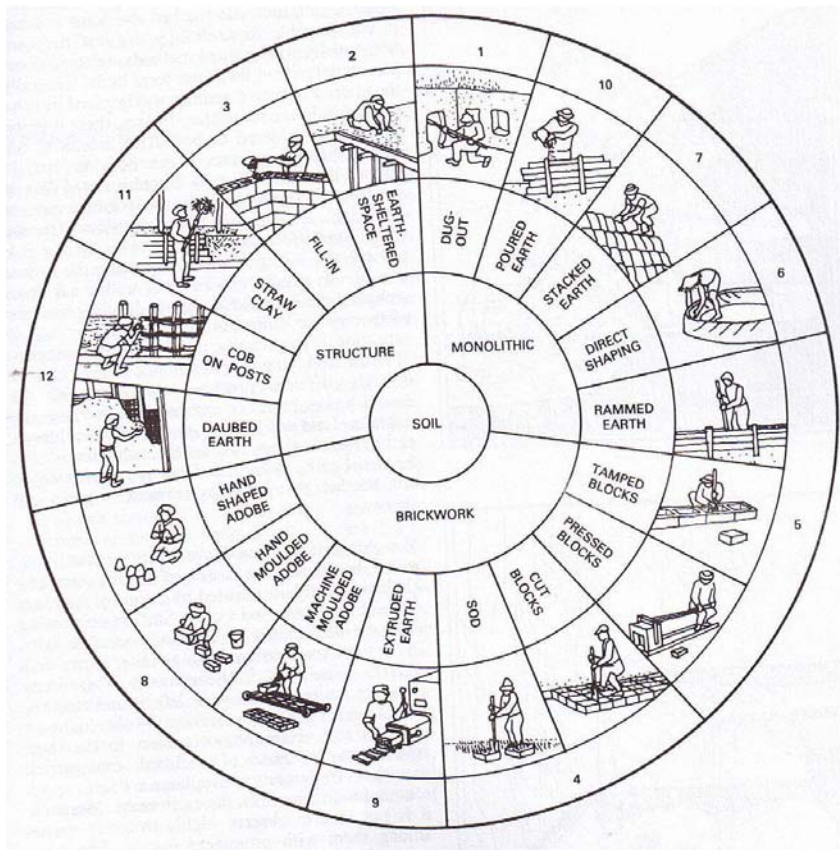 1
10
7
6
5
4
9
8
12
11
3
2
DUG-
OUT
POURED
EARTH
STACKED
EARTH
DIRECT
SHAPING
RAMMED
EARTH
TAMPED
BLOCKS
PRESSED
BLOCKS
CUT
BLOCKS
SOD
EXTRUDED
EARTH
MACHINE
MOULDED
ADOBE
HAND
MOULDED
ADOBE
HAND
SHAPED
ADOBE
DAUBED
EARTH
COB
ON POSTS
STRAW
CLAY
FILL-IN
EARTH-
SHELTERED
SPACE
STRUCTURE
MONOLITHIC
BRICKWORK
SOIL